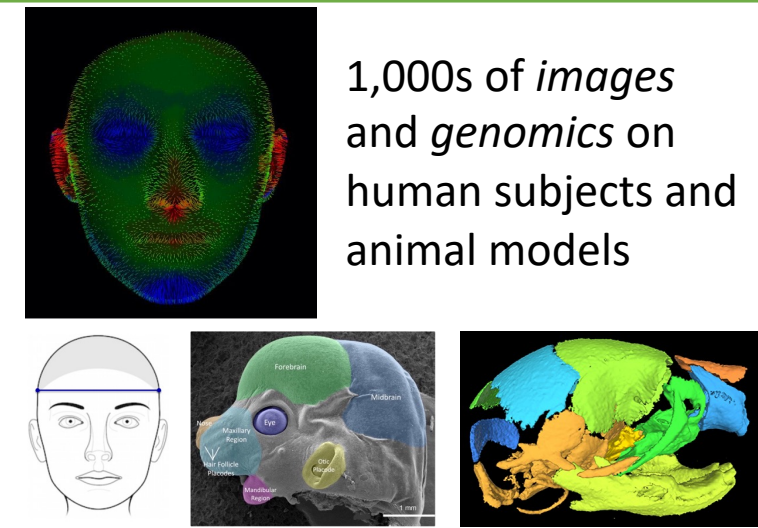 1,000s of images
and genomics on
human subjects and
animal models
Forebrain
Midbrain
Nose
Eye
Maxillary
Region
Hair Follicle
Placodes
Otic
Placode
Mandibular
Region
1 mm